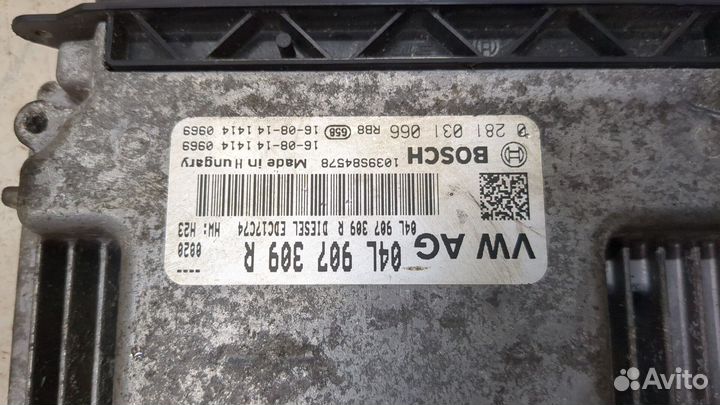 VW AG 04L 907 309 R
0020 ----
04L 907 309 R DIESEL EDC17C74 HW: H23
BOSCH 1039S84578 Made in Hungary
0 281 031 066 RB8 658 16-08-14 1414 0969
16-08-14 1414 0969
Avito